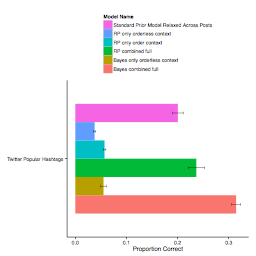 Model Name
Standard Prior Model Relaxed Across Posts
RP only orderless context
RP only order context
RP combined full
Bayes only orderless context
Bayes combined full
Twitter Popular Hashtags
0.0 0.1 0.2 0.3
Proportion Correct